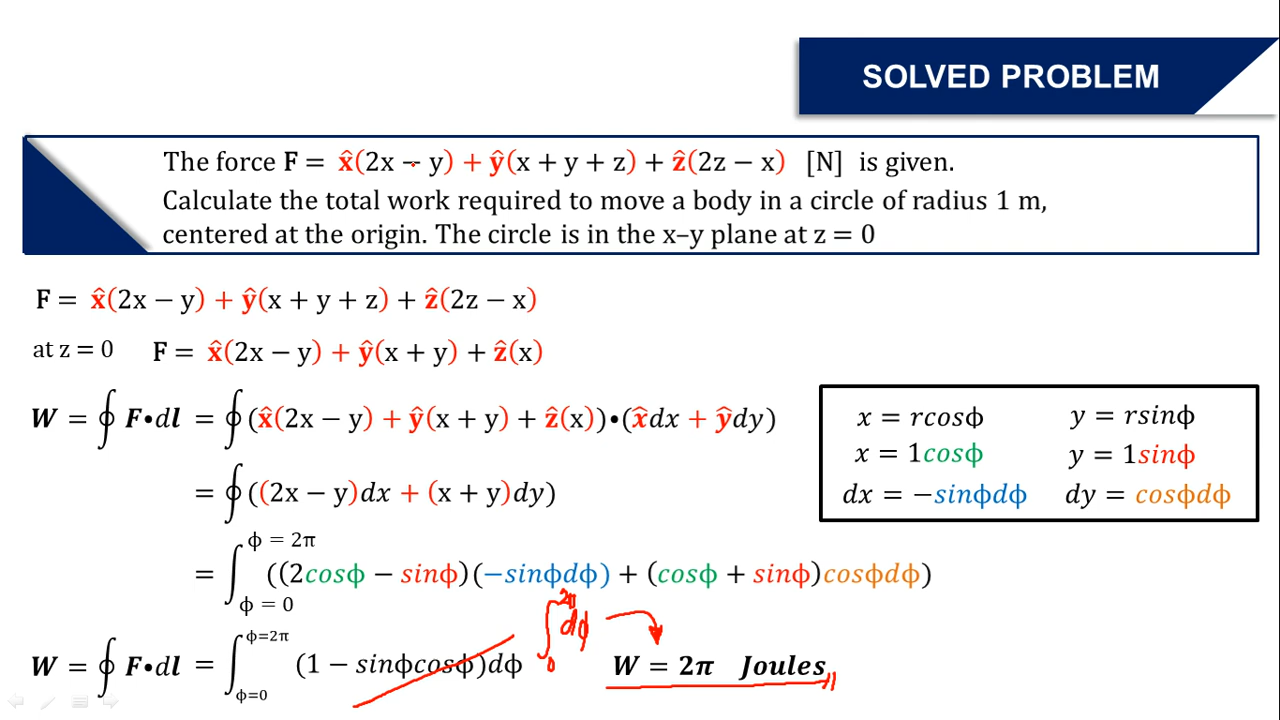 SOLVED PROBLEM
The force F = x̂(2x − y) + ŷ(x + y + z) + ẑ(2z − x) [N] is given.
Calculate the total work required to move a body in a circle of radius 1 m,
centered at the origin. The circle is in the x–y plane at z = 0
F = x̂(2x − y) + ŷ(x + y + z) + ẑ(2z − x)
at z = 0 F = x̂(2x − y) + ŷ(x + y) + ẑ(x)
W = ∮ F•dl = ∮(x̂(2x − y) + ŷ(x + y) + ẑ(x))•(x̂dx + ŷdy)
= ∮((2x − y)dx + (x + y)dy)
x = rcosϕ y = rsinϕ
x = 1cosϕ y = 1sinϕ
dx = −sinϕdϕ dy = cosϕdϕ
ϕ = 2π
= ∫ ((2cosϕ − sinϕ)(−sinϕdϕ) + (cosϕ + sinϕ)cosϕdϕ)
ϕ = 0
2π
∫ dϕ
0
ϕ=2π
W = ∮ F•dl = ∫ (1 − sinϕcosϕ)dϕ W = 2π Joules
ϕ=0